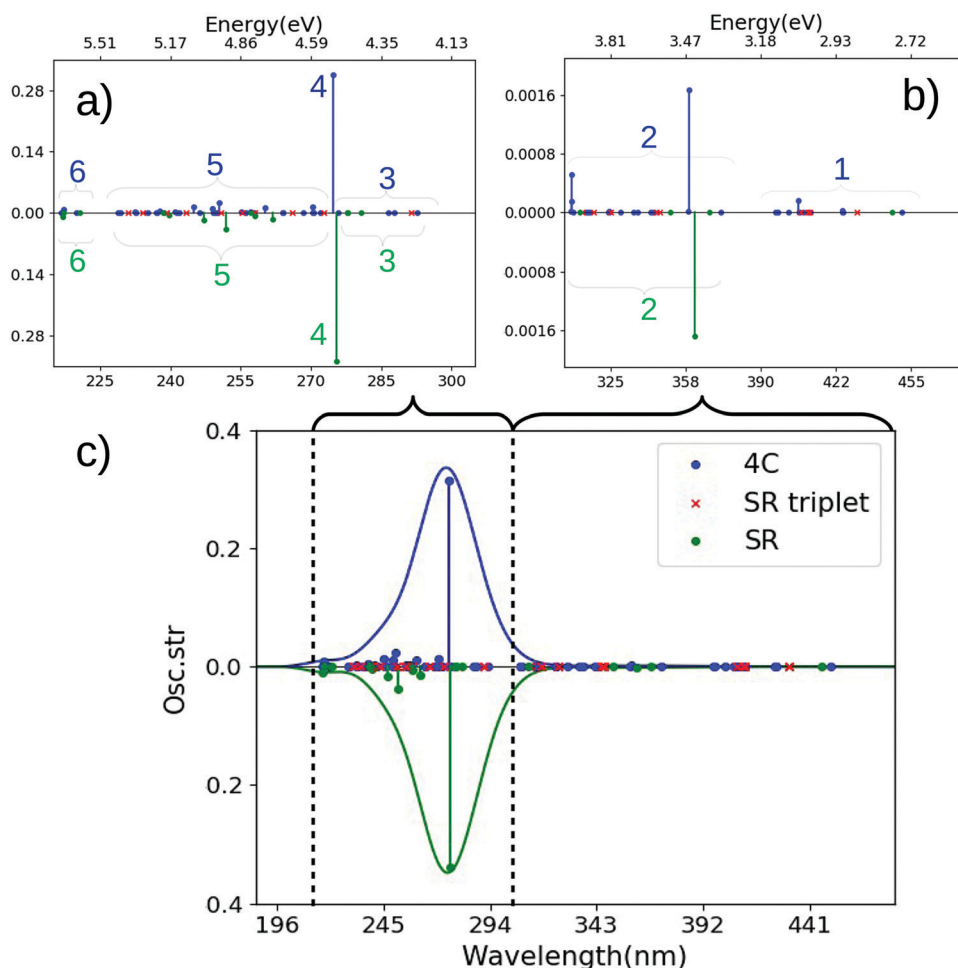 Energy(eV)
5.51 5.17 4.86 4.59 4.35 4.13
a)
0.28
0.14
0.00
0.14
0.28
6 5 4 3
6 5 4 3
225 240 255 270 285 300
Energy(eV)
3.81 3.47 3.18 2.93 2.72
b)
0.0016
0.0008
0.0000
0.0008
0.0016
2 1
2
325 358 390 422 455
c)
0.4
0.2
0.0
0.2
0.4
Osc.str
4C
SR triplet
SR
196 245 294 343 392 441
Wavelength(nm)